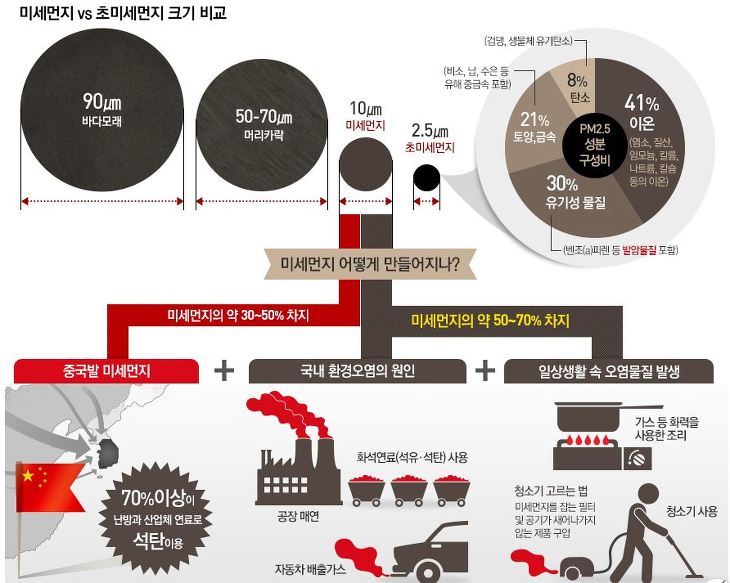 미세먼지 vs 초미세먼지 크기 비교
90㎛
바다모래
50-70㎛
머리카락
10㎛
미세먼지
2.5㎛
초미세먼지
(검댕, 생물체 유기탄소)
8%
탄소
(비소, 납, 수은 등
유해 중금속 포함)
21%
토양,금속
PM2.5
성분
구성비
41%
이온
(염소, 질산,
암모늄, 칼륨,
나트륨, 칼슘
등의 이온)
30%
유기성 물질
(벤조(a)피렌 등 발암물질 포함)
미세먼지 어떻게 만들어지나?
미세먼지의 약 30~50% 차지
미세먼지의 약 50~70% 차지
중국발 미세먼지
+
국내 환경오염의 원인
+
일상생활 속 오염물질 발생
70%이상이
난방과 산업체 연료로
석탄이용
공장 매연
화석연료(석유·석탄) 사용
자동차 배출가스
가스 등 화력을
사용한 조리
청소기 고르는 법
미세먼지를 잡는 필터
및 공기가 새어나가지
않는 제품 구입
청소기 사용